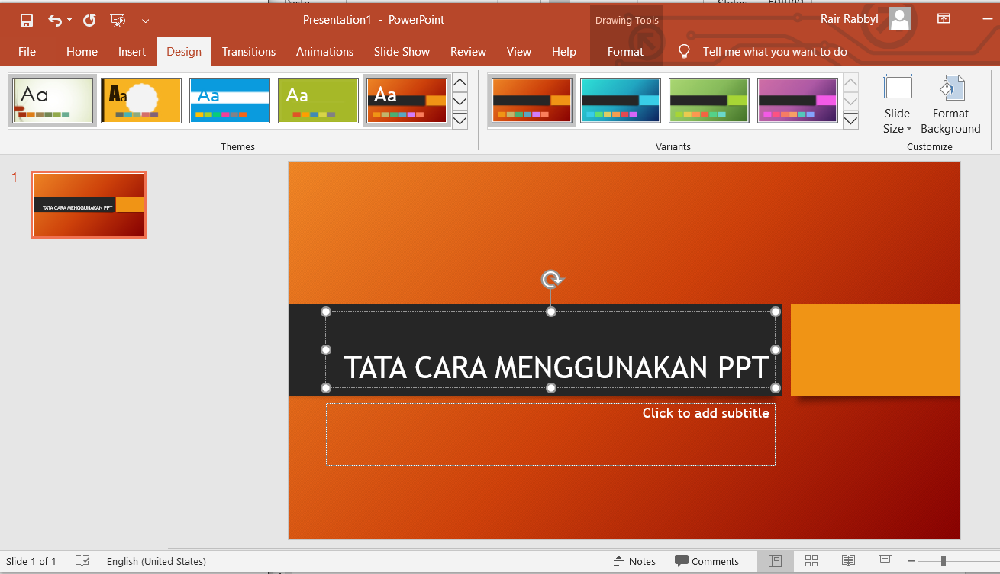 Paste
Styles
Editing
Presentation1 - PowerPoint
Drawing Tools
Rair Rabbyl
File Home Insert Design Transitions Animations Slide Show Review View Help Format Tell me what you want to do
Aa Aa Aa Aa Aa
Slide Size
Format Background
Themes
Variants
Customize
1
TATA CARA MENGGUNAKAN PPT
TATA CARA MENGGUNAKAN PPT
Click to add subtitle
Slide 1 of 1 English (United States) Notes Comments